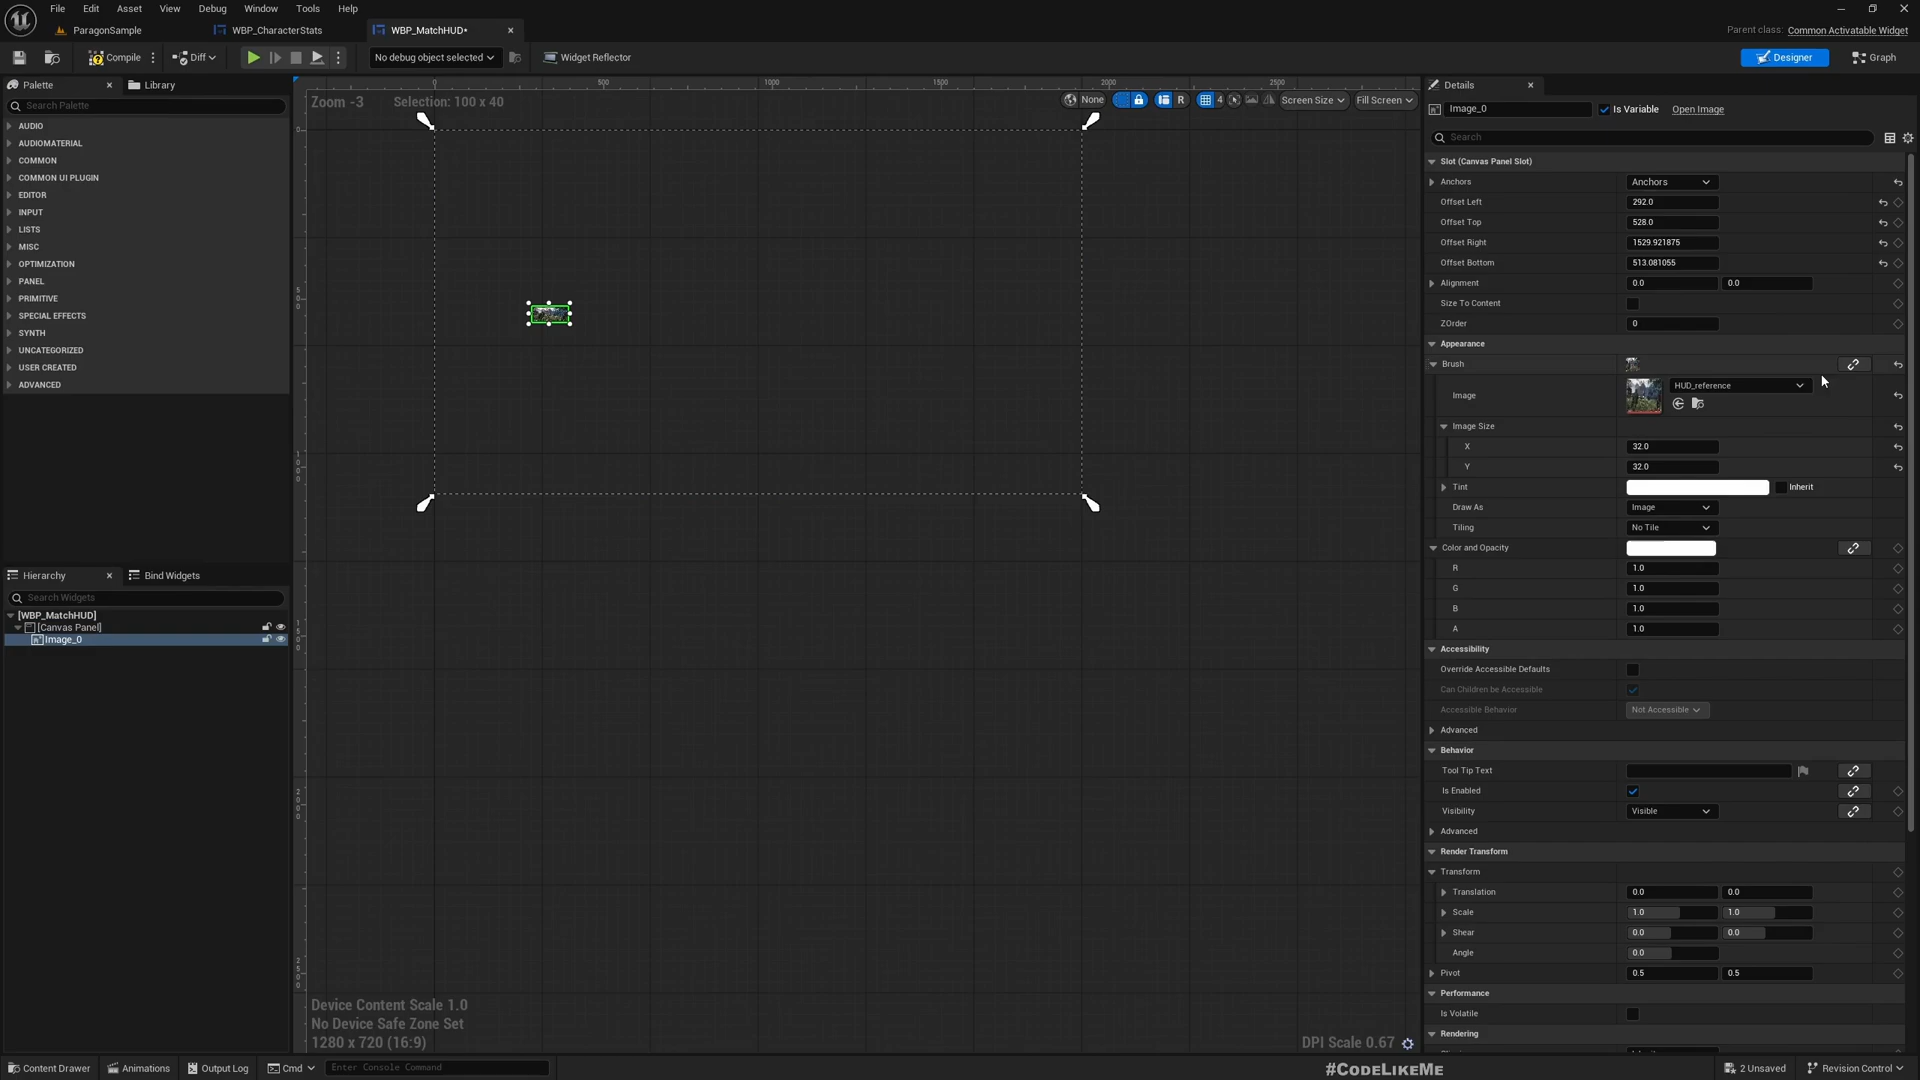 File Edit Asset View Debug Window Tools Help
ParagonSample
WBP_CharacterStats
WBP_MatchHUD•
Parent class: Common Activatable Widget
Compile
Diff
No debug object selected
Widget Reflector
Designer
Graph
Palette
Library
Search Palette
AUDIO
AUDIOMATERIAL
COMMON
COMMON UI PLUGIN
EDITOR
INPUT
LISTS
MISC
OPTIMIZATION
PANEL
PRIMITIVE
SPECIAL EFFECTS
SYNTH
UNCATEGORIZED
USER CREATED
ADVANCED
Hierarchy
Bind Widgets
Search Widgets
[WBP_MatchHUD]
[Canvas Panel]
Image_0
0 500 1000 1500 2000 2500
Zoom -3
Selection: 100 x 40
None
R
4
Screen Size
Fill Screen
Device Content Scale 1.0
No Device Safe Zone Set
1280 x 720 (16:9)
DPI Scale 0.67
Details
Image_0
Is Variable
Open Image
Search
Slot (Canvas Panel Slot)
Anchors Anchors
Offset Left 292.0
Offset Top 528.0
Offset Right 1529.921875
Offset Bottom 513.081055
Alignment 0.0 0.0
Size To Content
ZOrder 0
Appearance
Brush
Image HUD_reference
Image Size
X 32.0
Y 32.0
Tint Inherit
Draw As Image
Tiling No Tile
Color and Opacity
R 1.0
G 1.0
B 1.0
A 1.0
Accessibility
Override Accessible Defaults
Can Children be Accessible
Accessible Behavior Not Accessible
Advanced
Behavior
Tool Tip Text
Is Enabled
Visibility Visible
Advanced
Render Transform
Transform
Translation 0.0 0.0
Scale 1.0 1.0
Shear 0.0 0.0
Angle 0.0
Pivot 0.5 0.5
Performance
Is Volatile
Rendering
Content Drawer
Animations
Output Log
Cmd
Enter Console Command
#CODELIKEME
2 Unsaved
Revision Control